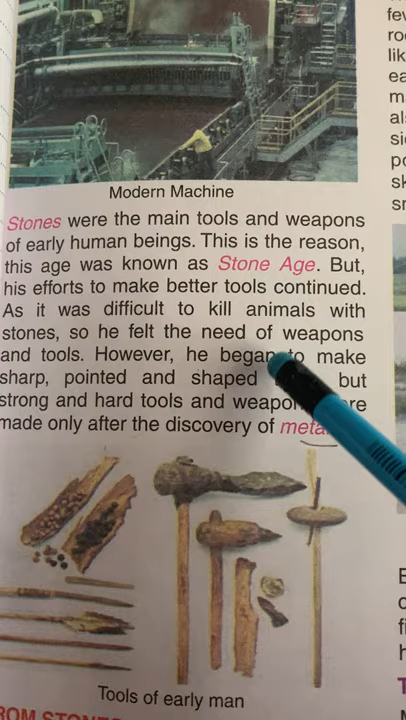 Modern Machine
Stones were the main tools and weapons
of early human beings. This is the reason,
this age was known as Stone Age. But,
his efforts to make better tools continued.
As it was difficult to kill animals with
stones, so he felt the need of weapons
and tools. However, he began to make
sharp, pointed and shaped but
strong and hard tools and weapon
made only after the discovery of meta
Tools of early man
ROM STONES